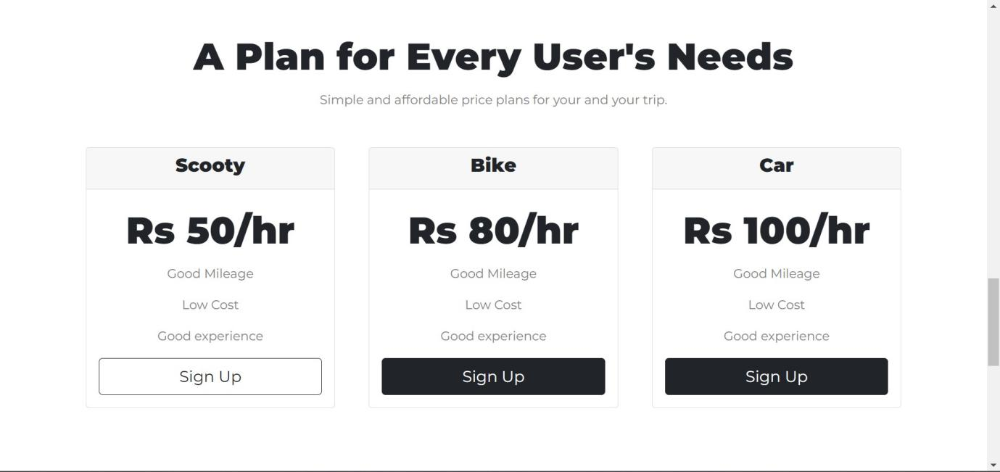 A Plan for Every User's Needs
Simple and affordable price plans for your and your trip.
Scooty
Rs 50/hr
Good Mileage
Low Cost
Good experience
Sign Up
Bike
Rs 80/hr
Good Mileage
Low Cost
Good experience
Sign Up
Car
Rs 100/hr
Good Mileage
Low Cost
Good experience
Sign Up